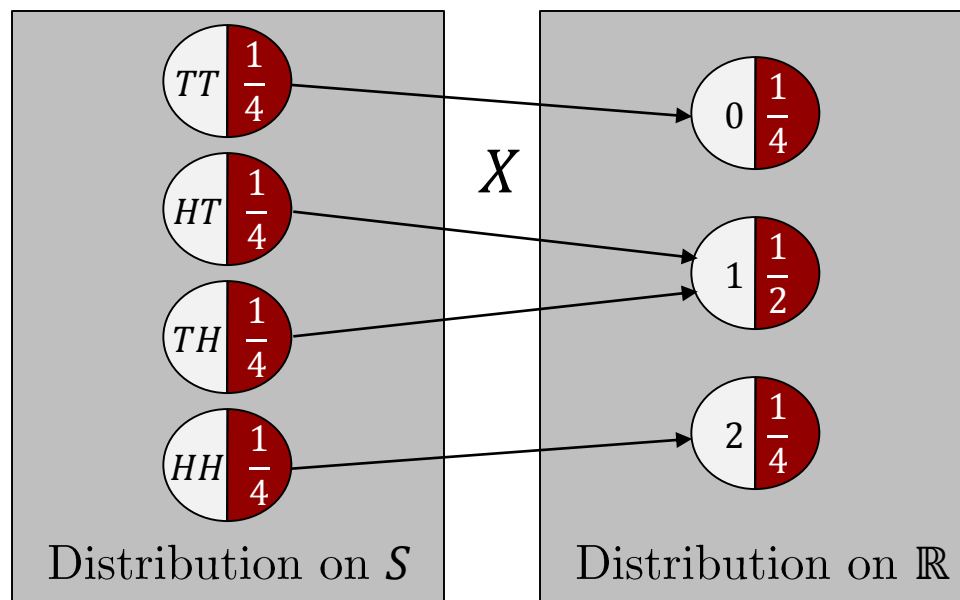 TT 1/4
HT 1/4
TH 1/4
HH 1/4
Distribution on S
X
0 1/4
1 1/2
2 1/4
Distribution on ℝ